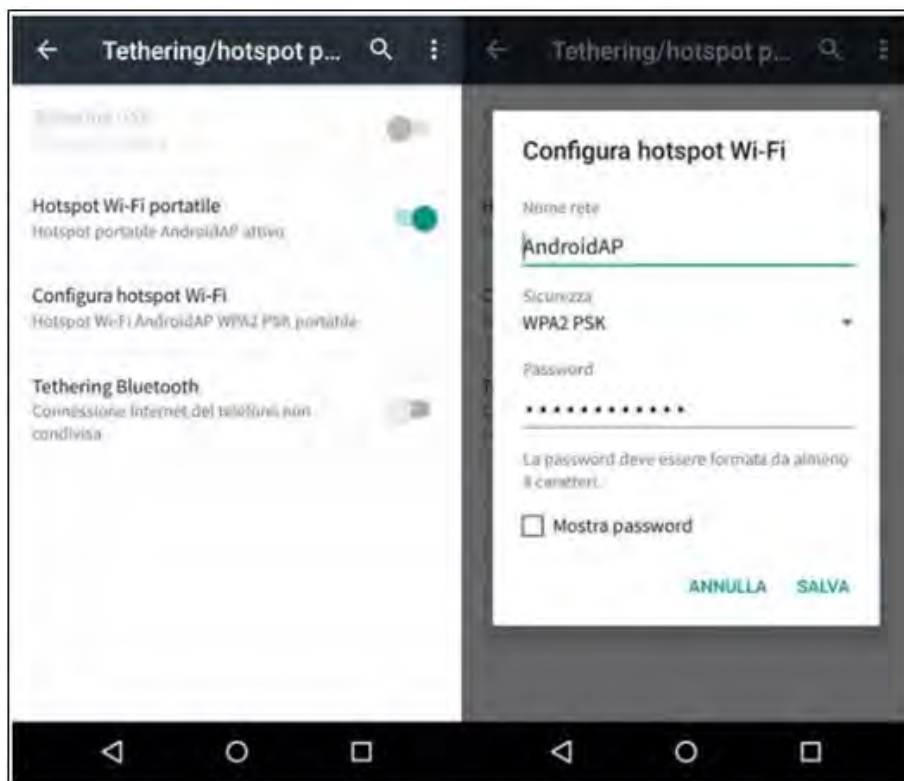 Tethering/hotspot p...
Hotspot Wi-Fi portatile
Hotspot portatile AndroidAP attivo
Configura hotspot Wi-Fi
Hotspot Wi-Fi AndroidAP WPA2 PSK portatile
Tethering Bluetooth
Connessione Internet del telefono non
condivisa
Tethering/hotspot p...
Configura hotspot Wi-Fi
Nome rete
AndroidAP
Sicurezza
WPA2 PSK
Password
••••••••••••
La password deve essere formata da almeno
8 caratteri.
Mostra password
ANNULLA SALVA